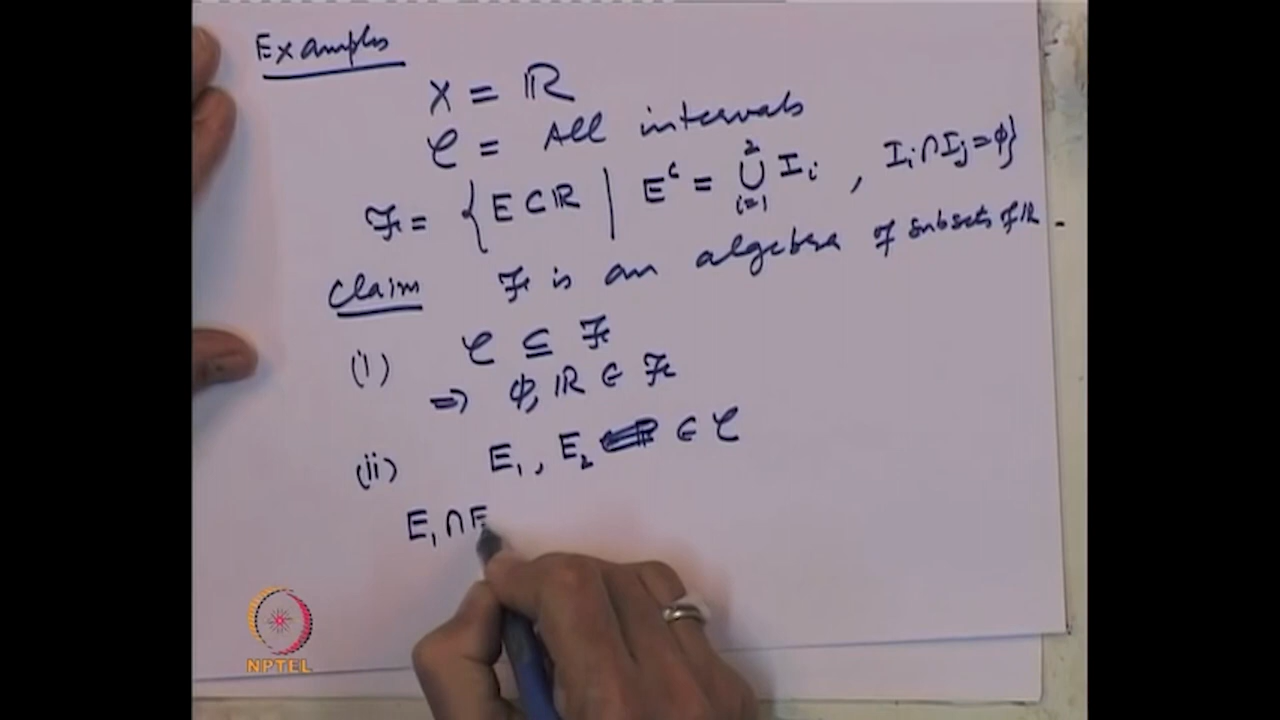 Examples
X = ℝ
𝒞 = All intervals
ℱ = { E ⊂ ℝ | E^c = ⋃_{i=1}^{2} I_i , I_i ∩ I_j = ϕ}
Claim ℱ is an algebra of subsets of ℝ.
(i) 𝒞 ⊆ ℱ
⇒ ϕ, ℝ ∈ ℱ
(ii) E_1, E_2 ∈ 𝒞
E_1 ∩ E
NPTEL